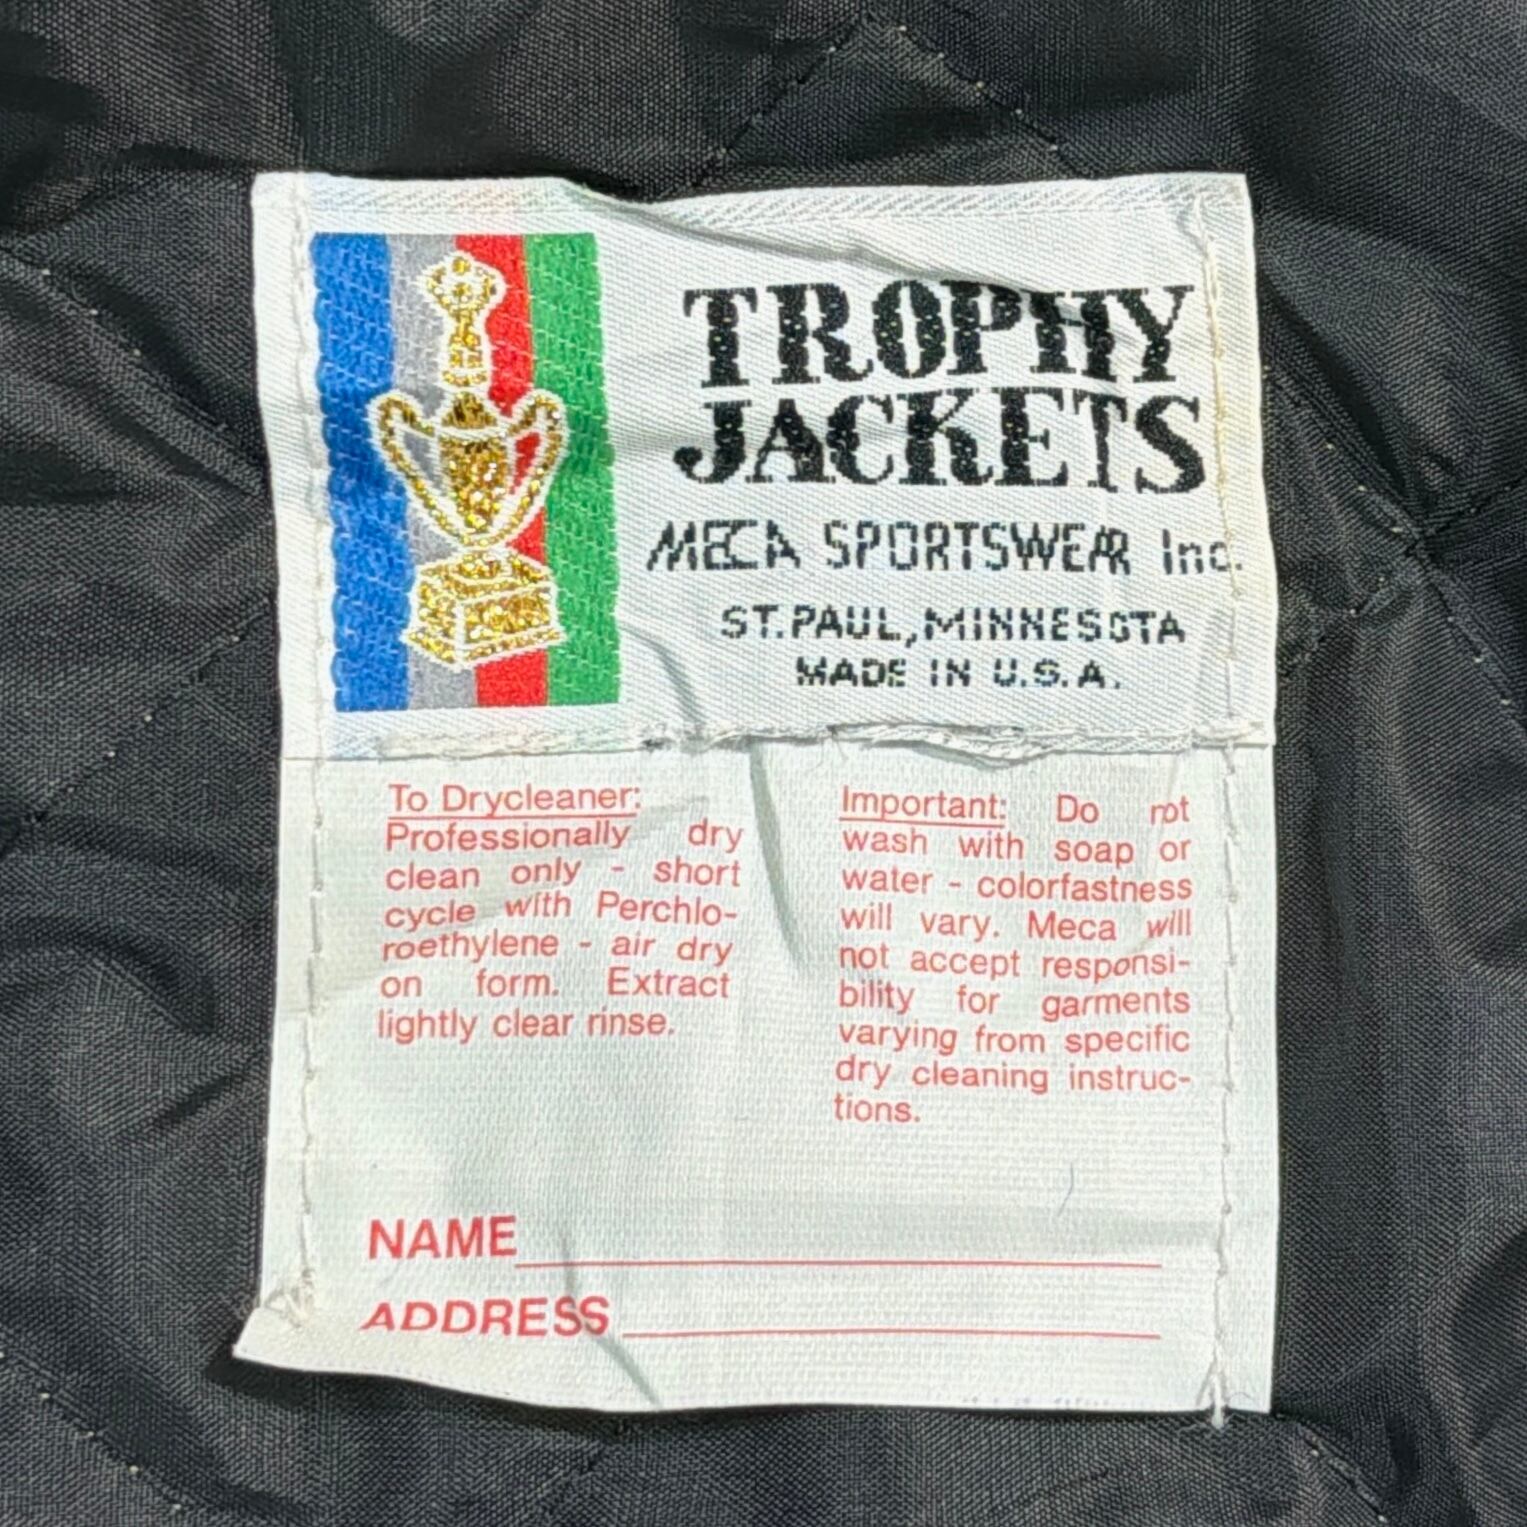 TROPHY
JACKETS
MECA SPORTSWEAR Inc.
ST. PAUL, MINNESOTA
MADE IN U.S.A.
To Drycleaner:
Professionally dry
clean only - short
cycle with Perchlo-
roethylene - air dry
on form. Extract
lightly clear rinse.
Important: Do not
wash with soap or
water - colorfastness
will vary. Meca will
not accept responsi-
bility for garments
varying from specific
dry cleaning instruc-
tions.
NAME
ADDRESS